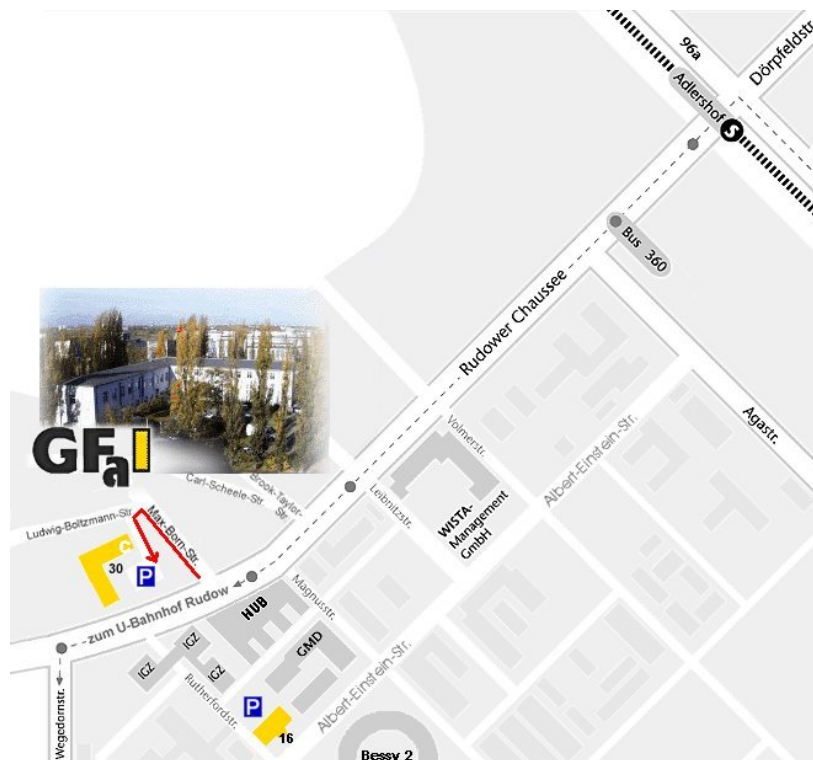 96a
Dörpfeldstr.
Adlershof
S
Bus 360
Rudower Chaussee
Agastr.
Volmerstr.
Albert-Einstein-Str.
GFaI
Carl-Scheele-Str
Brook-Taylor-
Str
Leibnitzstr.
WISTA-
Management
GmbH
Ludwig-Boltzmann-Str.
Max-Born-Str.
C
30
P
zum U-Bahnhof Rudow
Magnusstr.
HUB
IGZ
IGZ
IGZ
GMD
Albert-Einstein-Str.
Rutherfordstr.
P
16
Wegedornstr.
Bessy 2